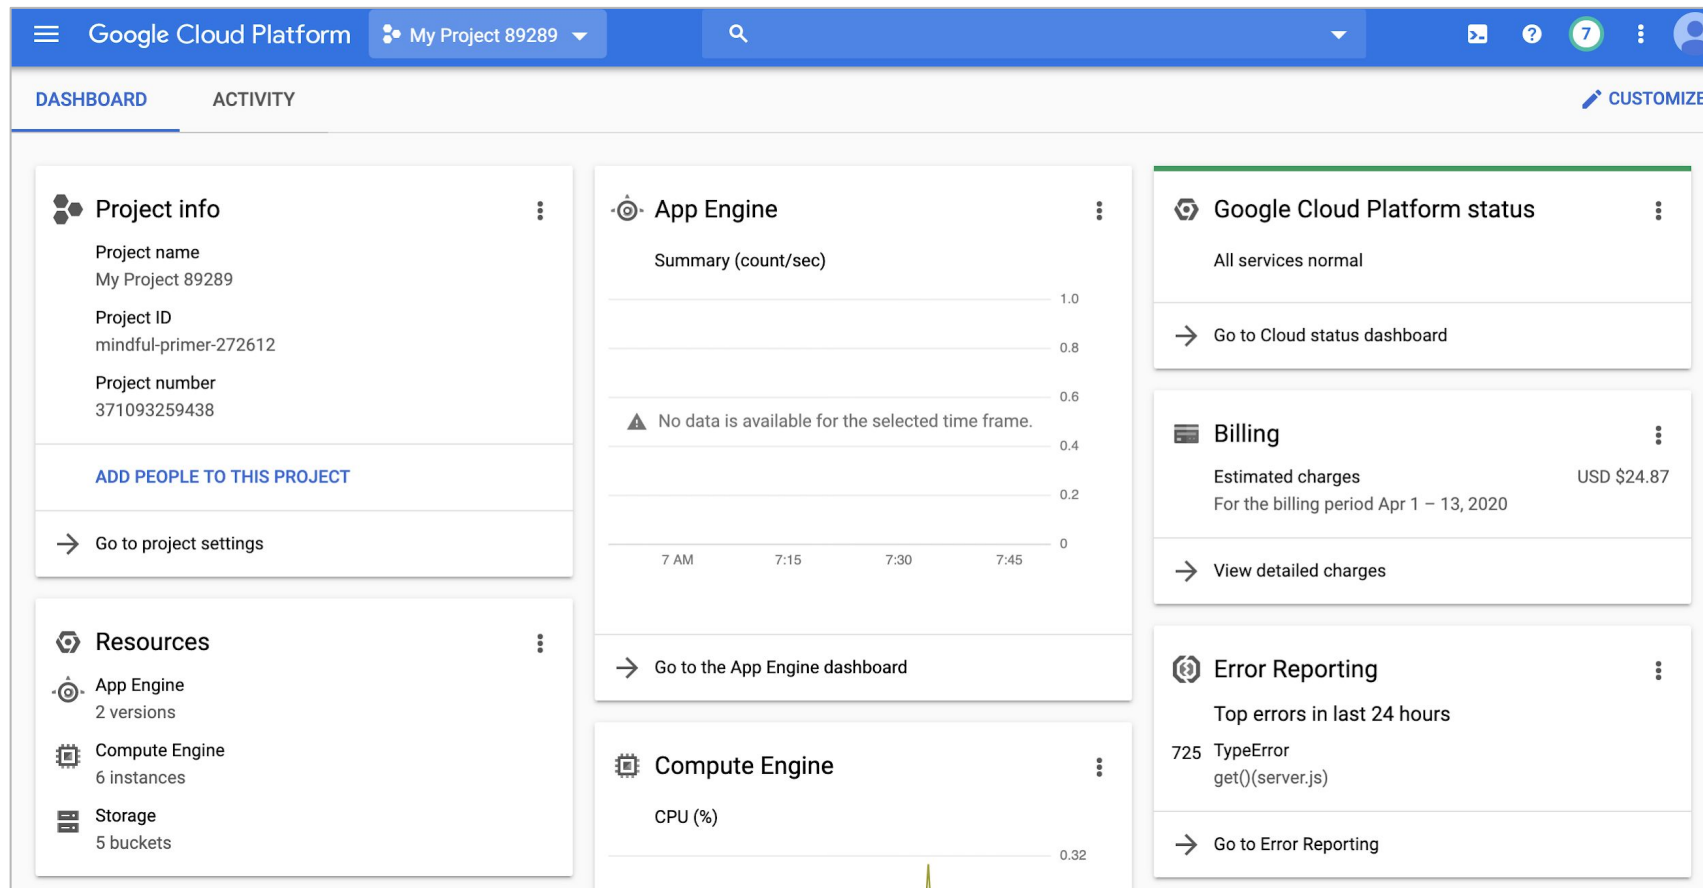 Google Cloud Platform
My Project 89289
7
DASHBOARD
ACTIVITY
CUSTOMIZE
Project info
Project name
My Project 89289
Project ID
mindful-primer-272612
Project number
371093259438
ADD PEOPLE TO THIS PROJECT
Go to project settings
Resources
App Engine
2 versions
Compute Engine
6 instances
Storage
5 buckets
App Engine
Summary (count/sec)
1.0
0.8
0.6
No data is available for the selected time frame.
0.4
0.2
0
7 AM 7:15 7:30 7:45
Go to the App Engine dashboard
Compute Engine
CPU (%)
0.32
Google Cloud Platform status
All services normal
Go to Cloud status dashboard
Billing
Estimated charges USD $24.87
For the billing period Apr 1 – 13, 2020
View detailed charges
Error Reporting
Top errors in last 24 hours
725 TypeError
get()(server.js)
Go to Error Reporting